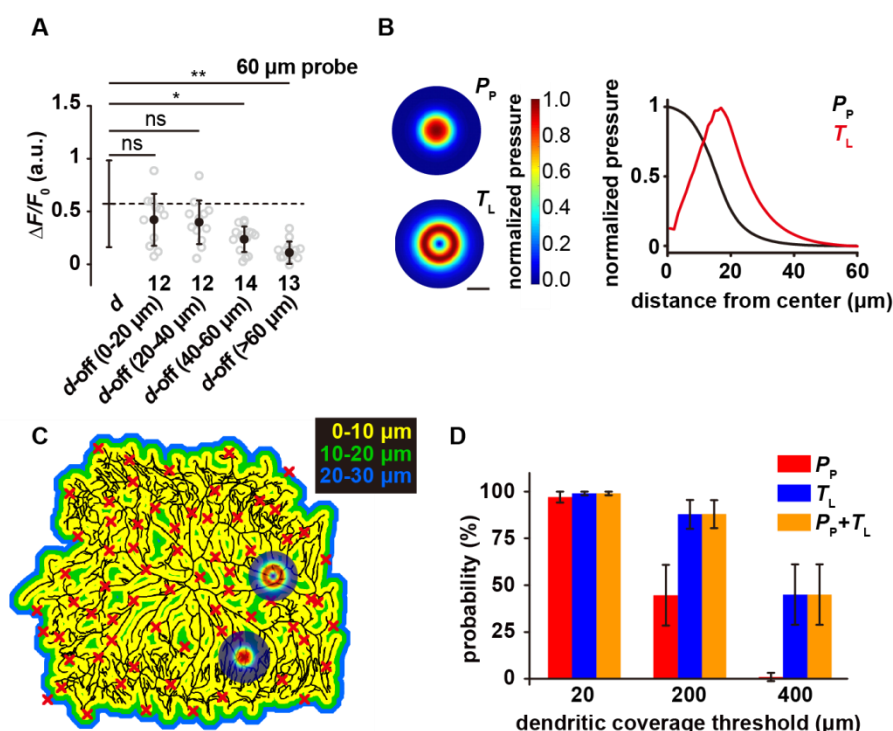 A
60 μm probe
**
*
ns
ns
1.5
1
0.5
0
ΔF/F0 (a.u.)
12 12 14 13
d
d-off (0-20 μm)
d-off (20-40 μm)
d-off (40-60 μm)
d-off (>60 μm)
B
PP
TL
1.0
0.8
0.6
0.4
0.2
0.0
normalized pressure
PP
TL
1
0.5
0
normalized pressure
0 20 40 60
distance from center (μm)
C
0-10 μm
10-20 μm
20-30 μm
D
PP
TL
PP+TL
100
75
50
25
0
probability (%)
20 200 400
dendritic coverage threshold (μm)